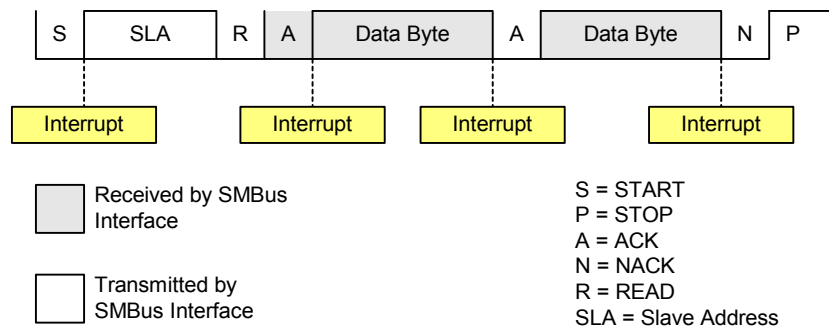 S SLA R A Data Byte A Data Byte N P
Interrupt Interrupt Interrupt Interrupt
Received by SMBus
Interface
Transmitted by
SMBus Interface
S = START
P = STOP
A = ACK
N = NACK
R = READ
SLA = Slave Address